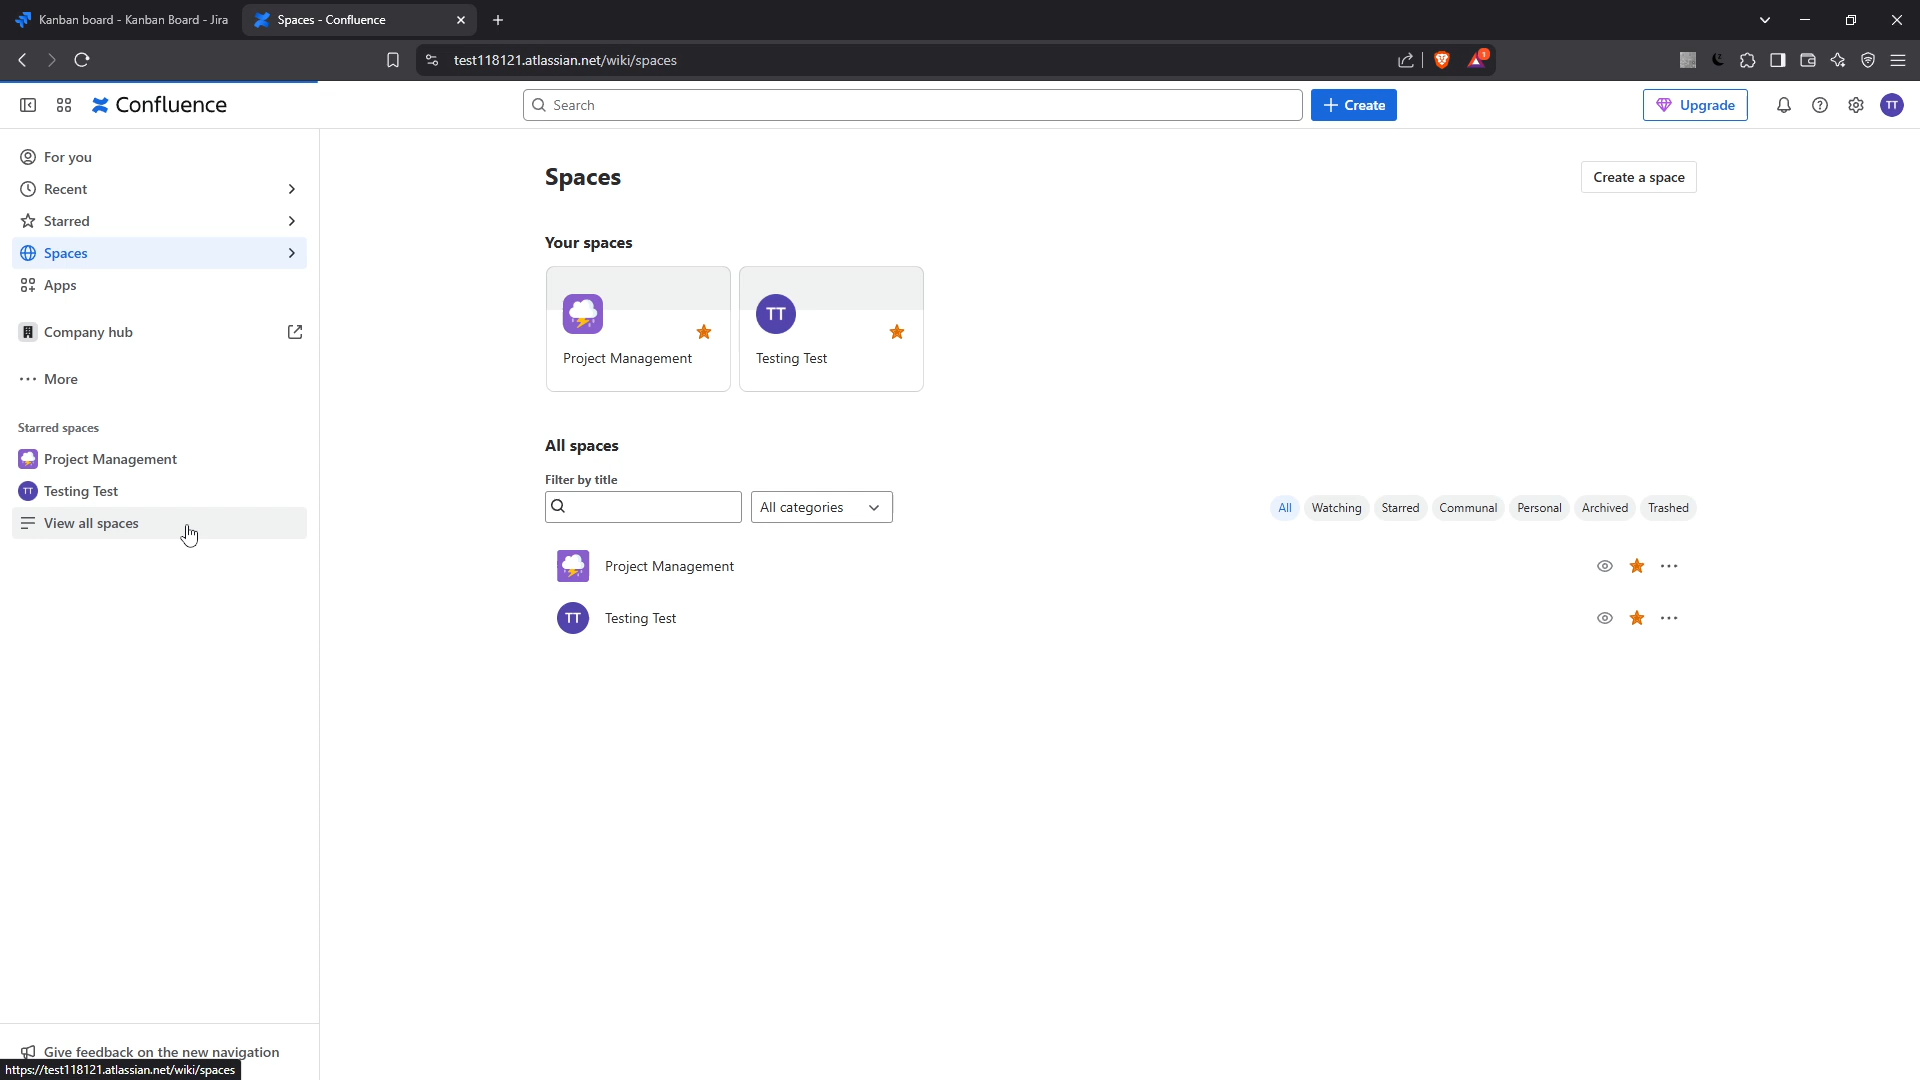 Kanban board - Kanban Board - Jira
Spaces - Confluence
test118121.atlassian.net/wiki/spaces
1
Confluence
Search
Create
Upgrade
TT
For you
Recent
Starred
Spaces
Apps
Company hub
More
Starred spaces
Project Management
TT Testing Test
View all spaces
Give feedback on the new navigation
https://test118121.atlassian.net/wiki/spaces
Spaces
Create a space
Your spaces
Project Management
TT
Testing Test
All spaces
Filter by title
All categories
All Watching Starred Communal Personal Archived Trashed
Project Management
TT Testing Test